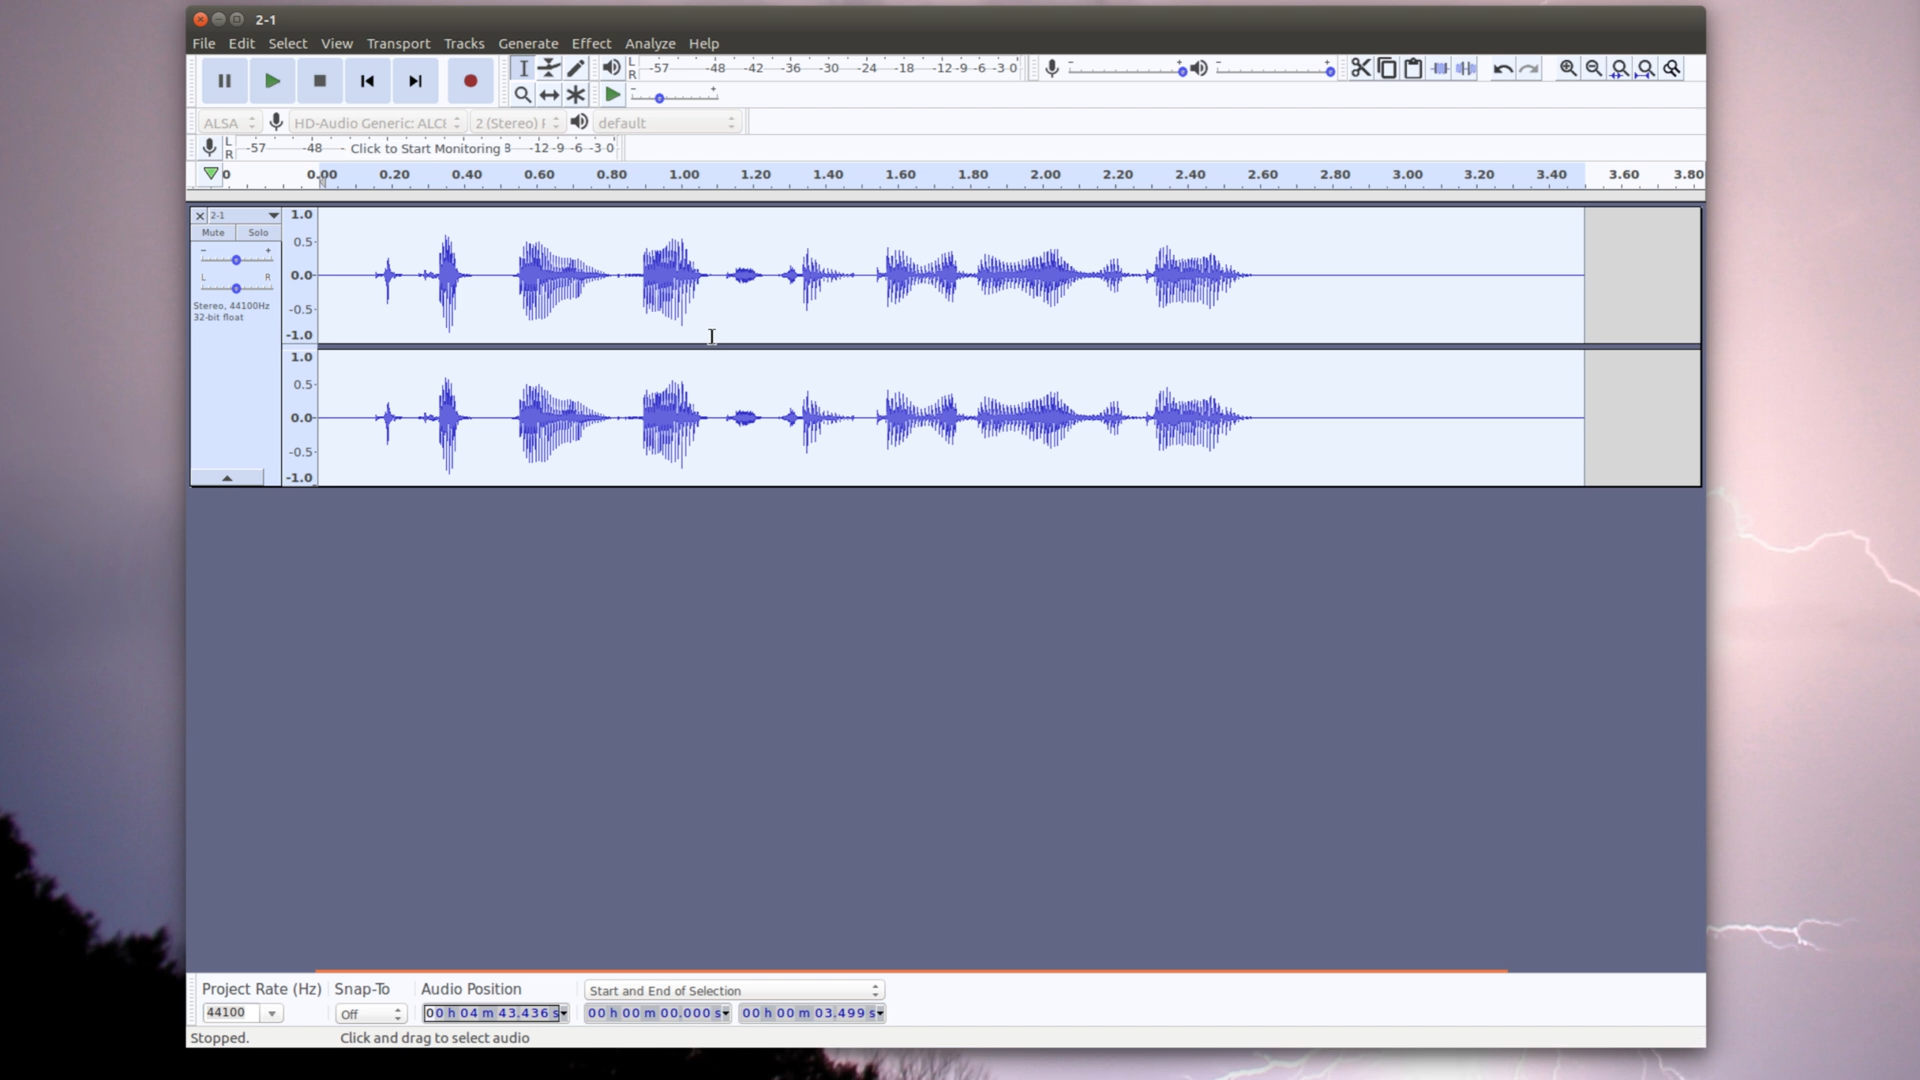 2-1
File Edit Select View Transport Tracks Generate Effect Analyze Help
L
R
-57 -48 -42 -36 -30 -24 -18 -12 -9 -6 -3 0
ALSA HD-Audio Generic: ALC 2 (Stereo) default
L
R
-57 -48 - Click to Start Monitoring -12 -9 -6 -3 0
0 0.00 0.20 0.40 0.60 0.80 1.00 1.20 1.40 1.60 1.80 2.00 2.20 2.40 2.60 2.80 3.00 3.20 3.40 3.60 3.80
2-1
Mute Solo
- +
L R
Stereo, 44100Hz
32-bit float
1.0
0.5
0.0
-0.5
-1.0
1.0
0.5
0.0
-0.5
-1.0
Project Rate (Hz) Snap-To Audio Position Start and End of Selection
44100 Off 00 h 04 m 43.436 s 00 h 00 m 00.000 s 00 h 00 m 03.499 s
Stopped. Click and drag to select audio